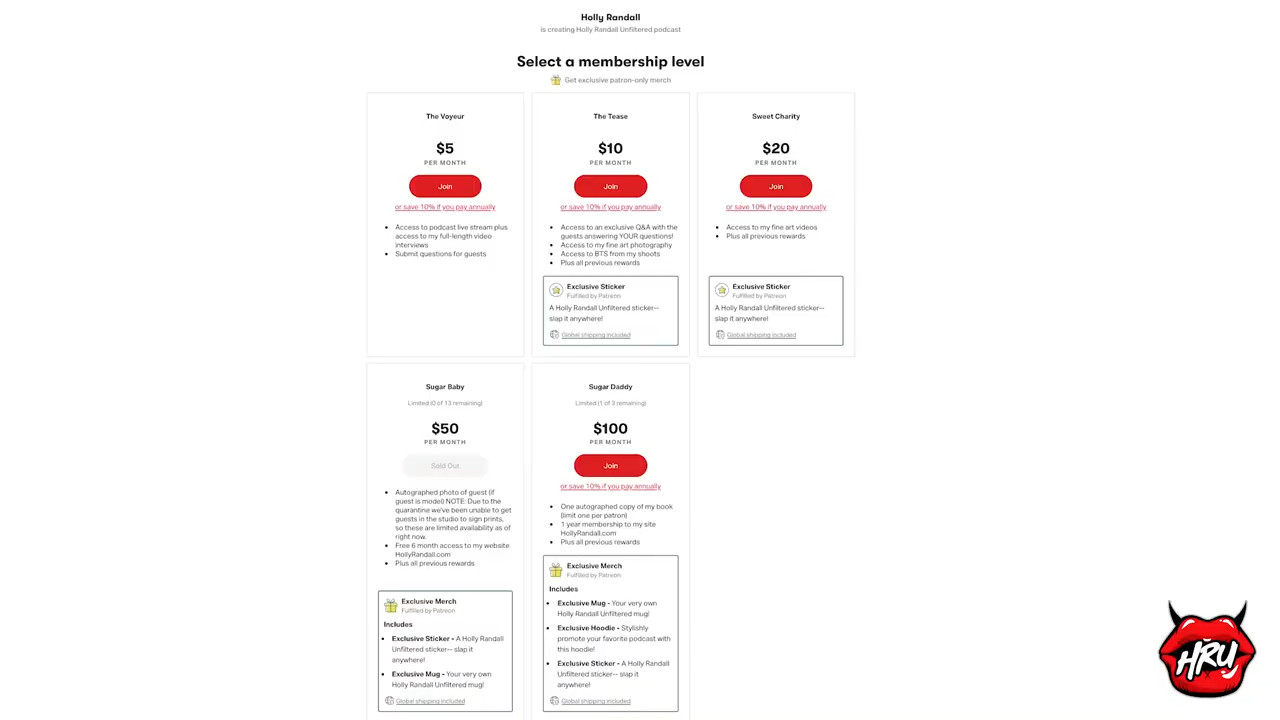 Holly Randall
is creating Holly Randall Unfiltered podcast
Select a membership level
Get exclusive patron-only merch
The Voyeur
$5
PER MONTH
Join
or save 10% if you pay annually
• Access to podcast live stream plus
access to my full-length video
interviews
• Submit questions for guests
The Tease
$10
PER MONTH
Join
or save 10% if you pay annually
• Access to an exclusive Q&A with the
guests answering YOUR questions!
• Access to my fine art photography
• Access to BTS from my shoots
• Plus all previous rewards
Exclusive Sticker
Fulfilled by Patreon
A Holly Randall Unfiltered sticker--
slap it anywhere!
Global shipping included
Sweet Charity
$20
PER MONTH
Join
or save 10% if you pay annually
• Access to my fine art videos
• Plus all previous rewards
Exclusive Sticker
Fulfilled by Patreon
A Holly Randall Unfiltered sticker--
slap it anywhere!
Global shipping included
Sugar Baby
Limited (0 of 13 remaining)
$50
PER MONTH
Sold Out
• Autographed photo of guest (if
guest is model) NOTE: Due to the
quarantine we've been unable to get
guests in the studio to sign prints,
so these are limited availability as of
right now.
• Free 6 month access to my website
HollyRandall.com
• Plus all previous rewards
Exclusive Merch
Fulfilled by Patreon
Includes
• Exclusive Sticker - A Holly Randall
Unfiltered sticker-- slap it
anywhere!
• Exclusive Mug - Your very own
Holly Randall Unfiltered mug!
Global shipping included
Sugar Daddy
Limited (1 of 3 remaining)
$100
PER MONTH
Join
or save 10% if you pay annually
• One autographed copy of my book
(limit one per patron)
• 1 year membership to my site
HollyRandall.com
• Plus all previous rewards
Exclusive Merch
Fulfilled by Patreon
Includes
• Exclusive Mug - Your very own
Holly Randall Unfiltered mug!
• Exclusive Hoodie - Stylishly
promote your favorite podcast with
this hoodie!
• Exclusive Sticker - A Holly Randall
Unfiltered sticker-- slap it
anywhere!
Global shipping included
HRU